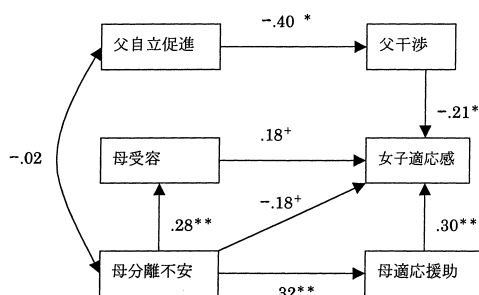 -.40 *
父自立促進
父干渉
-.21*
.18+
-.02
母受容
女子適応感
-.18+
.28**
.30**
母分離不安
母適応援助
.32**